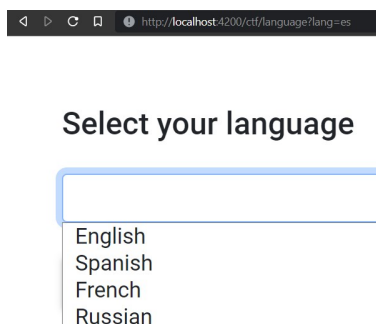 http://localhost:4200/ctf/language?lang=es
Select your language
English
Spanish
French
Russian